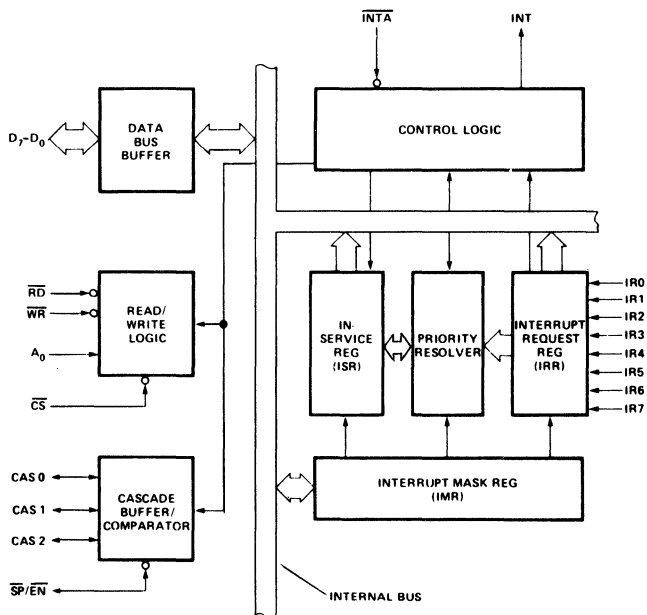 INTA
INT
DATA
BUS
BUFFER
D7-D0
CONTROL LOGIC
RD
WR
A0
CS
READ/
WRITE
LOGIC
IN-
SERVICE
REG
(ISR)
PRIORITY
RESOLVER
INTERRUPT
REQUEST
REG
(IRR)
IR0
IR1
IR2
IR3
IR4
IR5
IR6
IR7
CAS 0
CAS 1
CAS 2
SP/EN
CASCADE
BUFFER/
COMPARATOR
INTERRUPT MASK REG
(IMR)
INTERNAL BUS